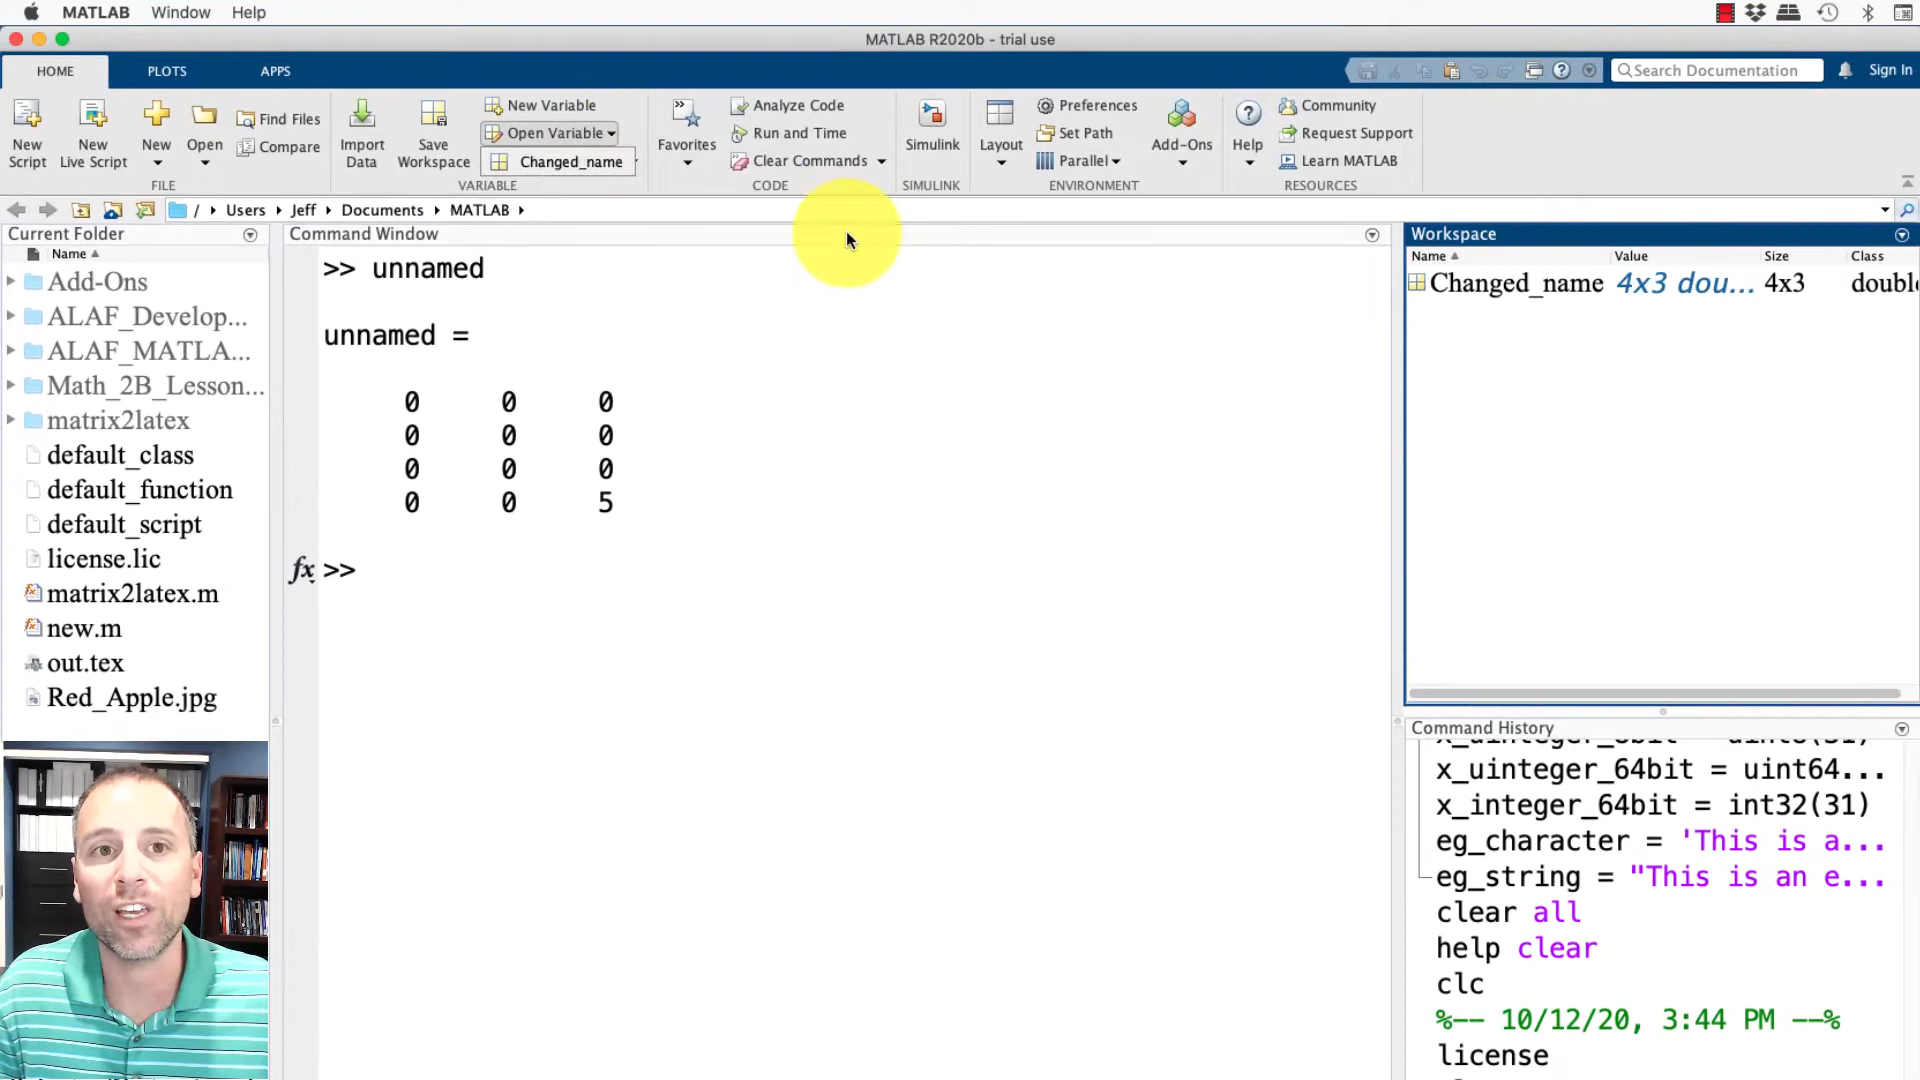 MATLAB Window Help
MATLAB R2020b - trial use
HOME PLOTS APPS
Search Documentation
Sign In
New Script
New Live Script
New
Open
Find Files
Compare
FILE
Import Data
Save Workspace
New Variable
Open Variable
Changed_name
VARIABLE
Favorites
Analyze Code
Run and Time
Clear Commands
CODE
Simulink
SIMULINK
Layout
Preferences
Set Path
Parallel
Add-Ons
ENVIRONMENT
Help
Community
Request Support
Learn MATLAB
RESOURCES
/ Users Jeff Documents MATLAB
Current Folder
Name
Add-Ons
ALAF_Develop...
ALAF_MATLA...
Math_2B_Lesson...
matrix2latex
default_class
default_function
default_script
license.lic
matrix2latex.m
new.m
out.tex
Red_Apple.jpg
Command Window
>> unnamed
unnamed =
0 0 0
0 0 0
0 0 0
0 0 5
fx >>
Workspace
Name Value Size Class
Changed_name 4x3 dou... 4x3 double
Command History
x_uinteger_8bit = uint8(31)
x_uinteger_64bit = uint64...
x_integer_64bit = int32(31)
eg_character = 'This is a...
eg_string = "This is an e...
clear all
help clear
clc
%-- 10/12/20, 3:44 PM --%
license